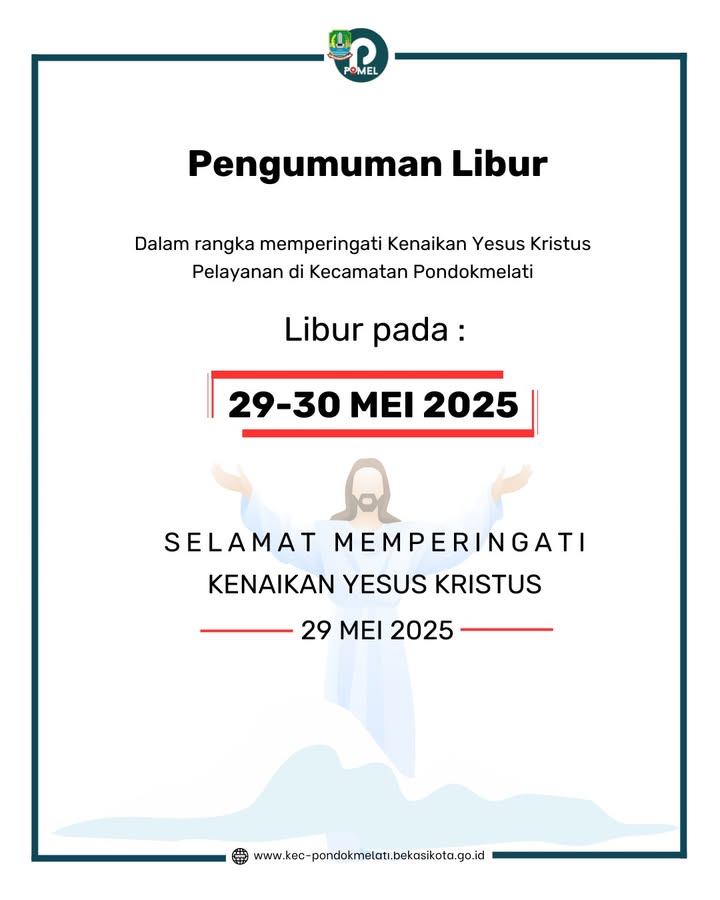 POMEL
Pengumuman Libur
Dalam rangka memperingati Kenaikan Yesus Kristus
Pelayanan di Kecamatan Pondokmelati
Libur pada :
29-30 MEI 2025
SELAMAT MEMPERINGATI
KENAIKAN YESUS KRISTUS
29 MEI 2025
www.kec-pondokmelati.bekasikota.go.id